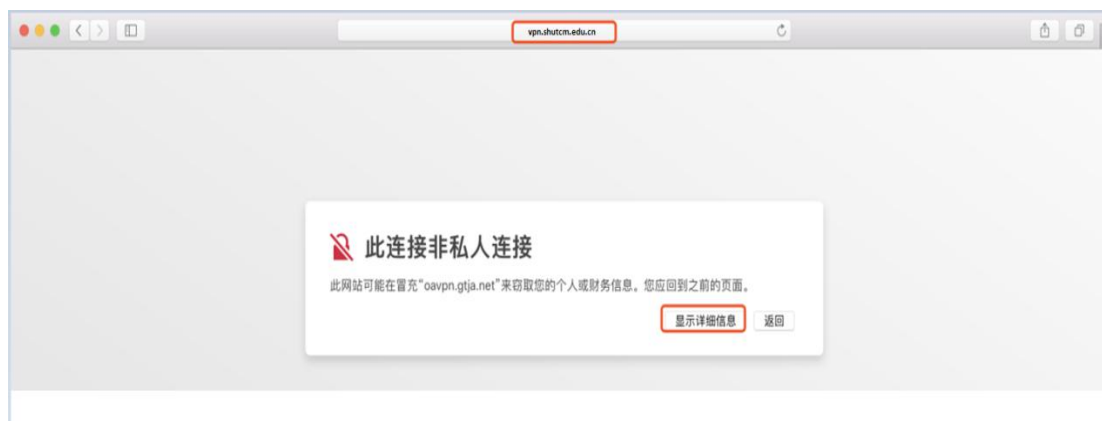 vpn.shutcm.edu.cn
此连接非私人连接
此网站可能在冒充“oavpn.gtja.net”来窃取您的个人或财务信息。您应回到之前的页面。
显示详细信息 返回